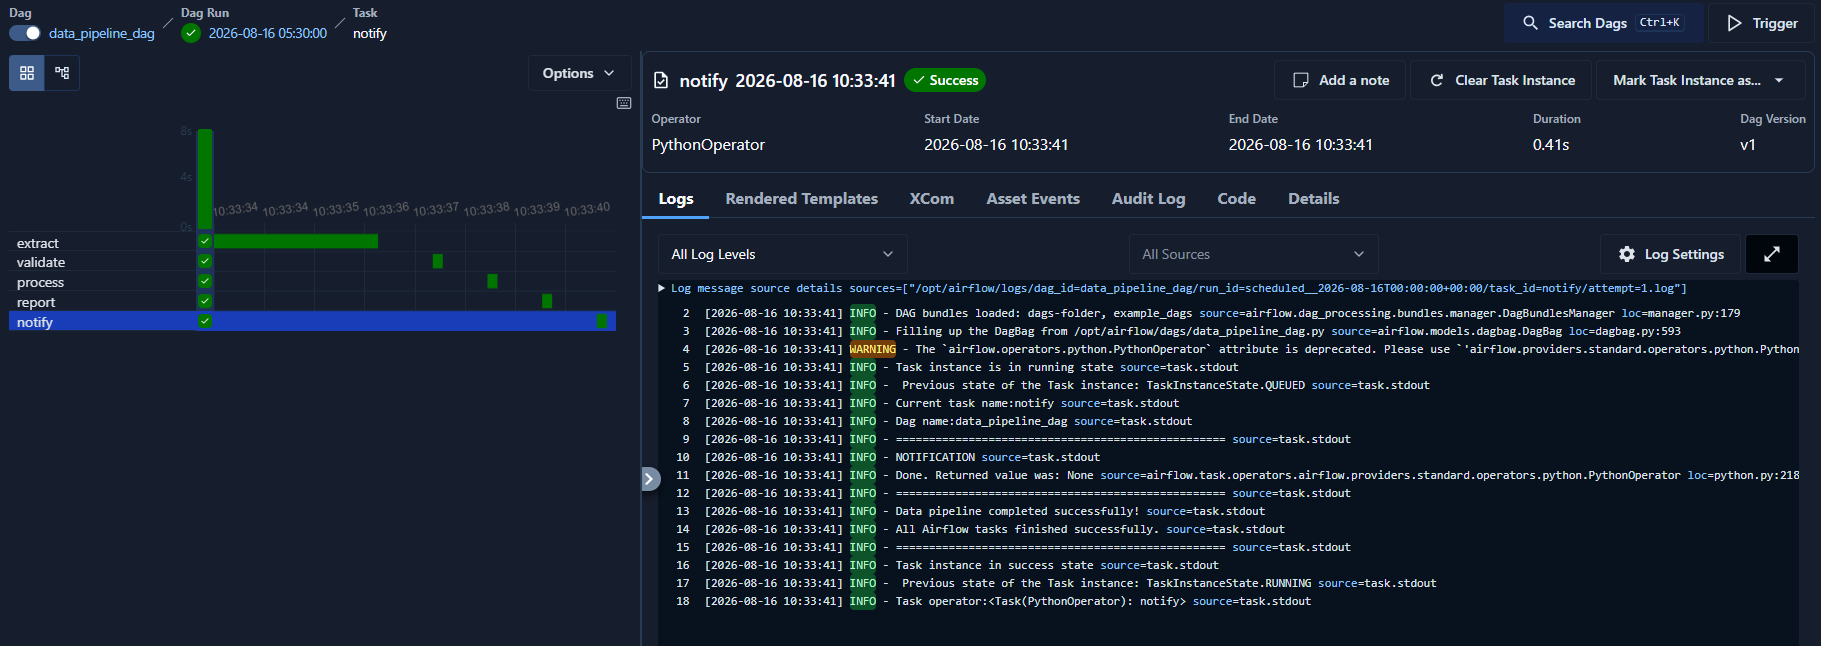 Dag
data_pipeline_dag
Dag Run
2026-08-16 05:30:00
Task
notify
Search Dags Ctrl+K
Trigger
Options
8s
4s
0s
10:33:34 10:33:34 10:33:35 10:33:36 10:33:37 10:33:38 10:33:39 10:33:40
extract
validate
process
report
notify
notify 2026-08-16 10:33:41 Success
Add a note
Clear Task Instance
Mark Task Instance as...
Operator Start Date End Date Duration Dag Version
PythonOperator 2026-08-16 10:33:41 2026-08-16 10:33:41 0.41s v1
Logs Rendered Templates XCom Asset Events Audit Log Code Details
All Log Levels All Sources Log Settings
Log message source details sources=["/opt/airflow/logs/dag_id=data_pipeline_dag/run_id=scheduled__2026-08-16T00:00:00+00:00/task_id=notify/attempt=1.log"]
2 [2026-08-16 10:33:41] INFO - DAG bundles loaded: dags-folder, example_dags source=airflow.dag_processing.bundles.manager.DagBundlesManager loc=manager.py:179
3 [2026-08-16 10:33:41] INFO - Filling up the DagBag from /opt/airflow/dags/data_pipeline_dag.py source=airflow.models.dagbag.DagBag loc=dagbag.py:593
4 [2026-08-16 10:33:41] WARNING - The `airflow.operators.python.PythonOperator` attribute is deprecated. Please use `'airflow.providers.standard.operators.python.Python
5 [2026-08-16 10:33:41] INFO - Task instance is in running state source=task.stdout
6 [2026-08-16 10:33:41] INFO -  Previous state of the Task instance: TaskInstanceState.QUEUED source=task.stdout
7 [2026-08-16 10:33:41] INFO - Current task name:notify source=task.stdout
8 [2026-08-16 10:33:41] INFO - Dag name:data_pipeline_dag source=task.stdout
9 [2026-08-16 10:33:41] INFO - ================================================== source=task.stdout
10 [2026-08-16 10:33:41] INFO - NOTIFICATION source=task.stdout
11 [2026-08-16 10:33:41] INFO - Done. Returned value was: None source=airflow.task.operators.airflow.providers.standard.operators.python.PythonOperator loc=python.py:218
12 [2026-08-16 10:33:41] INFO - ================================================== source=task.stdout
13 [2026-08-16 10:33:41] INFO - Data pipeline completed successfully! source=task.stdout
14 [2026-08-16 10:33:41] INFO - All Airflow tasks finished successfully. source=task.stdout
15 [2026-08-16 10:33:41] INFO - ================================================== source=task.stdout
16 [2026-08-16 10:33:41] INFO - Task instance in success state source=task.stdout
17 [2026-08-16 10:33:41] INFO -  Previous state of the Task instance: TaskInstanceState.RUNNING source=task.stdout
18 [2026-08-16 10:33:41] INFO - Task operator:<Task(PythonOperator): notify> source=task.stdout